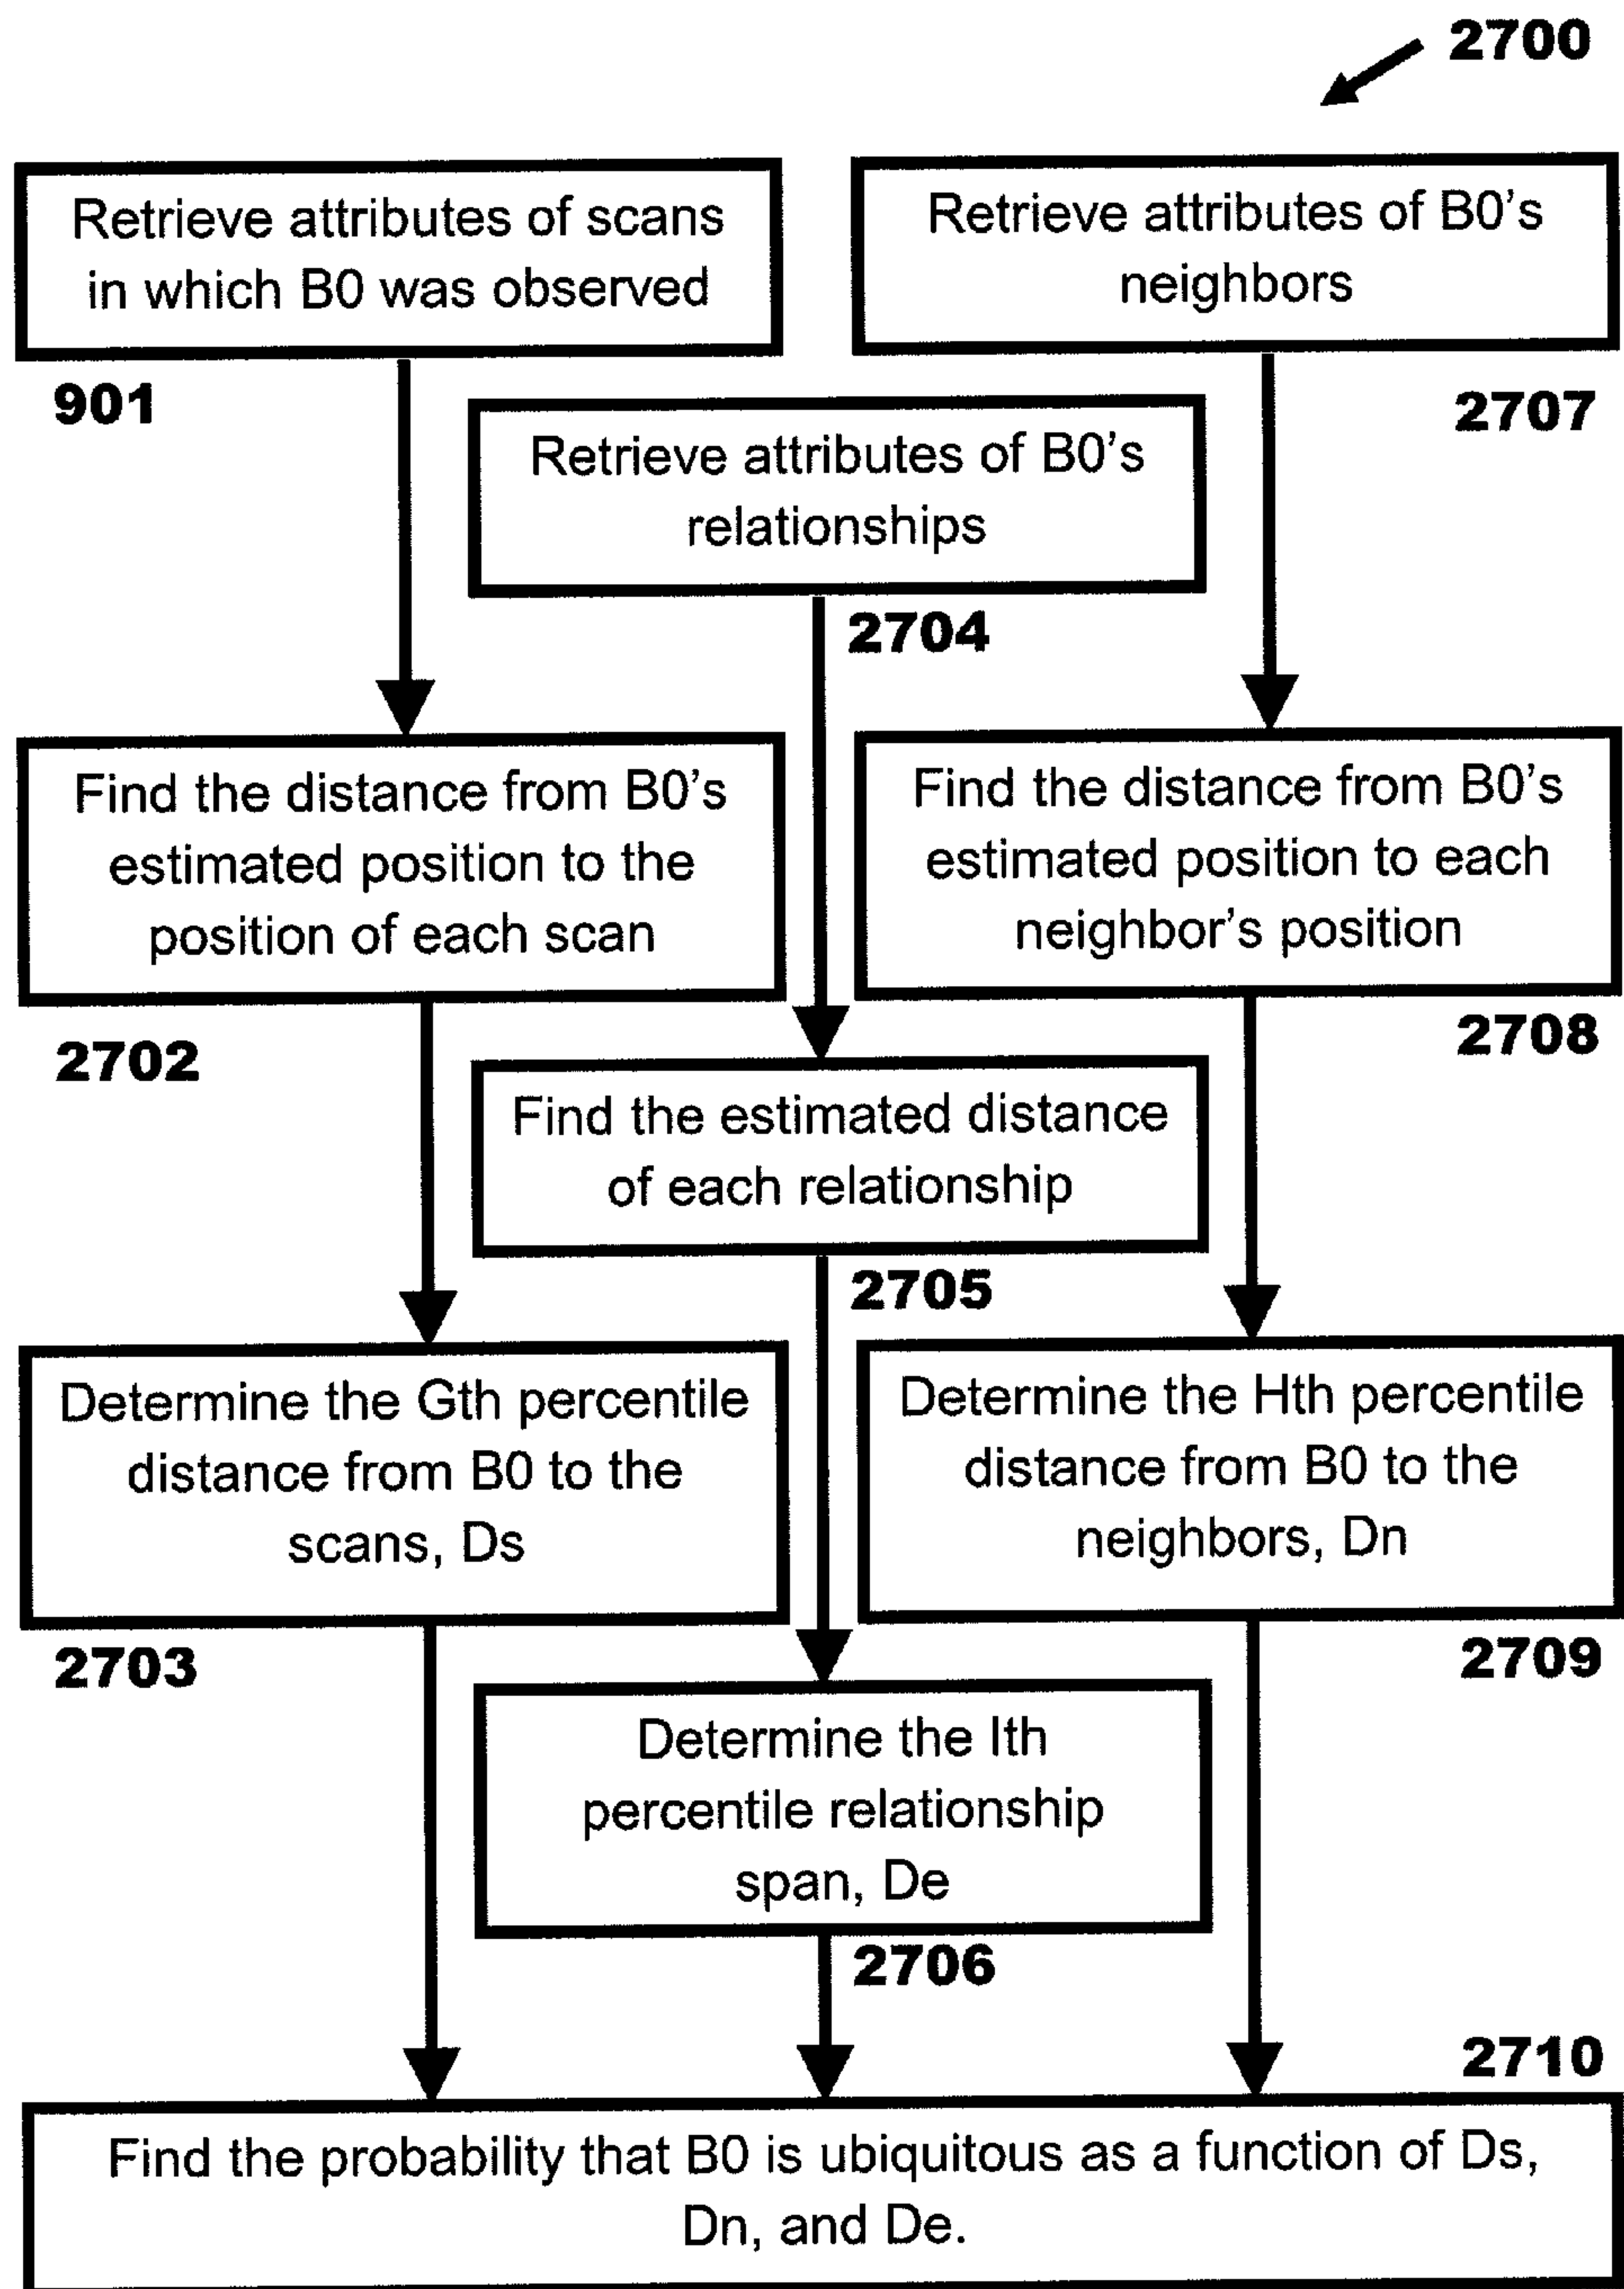 2700
Retrieve attributes of scans
in which B0 was observed
901
Retrieve attributes of B0's
neighbors
2707
Retrieve attributes of B0's
relationships
2704
Find the distance from B0's
estimated position to the
position of each scan
2702
Find the distance from B0's
estimated position to each
neighbor's position
2708
Find the estimated distance
of each relationship
2705
Determine the Gth percentile
distance from B0 to the
scans, Ds
2703
Determine the Hth percentile
distance from B0 to the
neighbors, Dn
2709
Determine the Ith
percentile relationship
span, De
2706
2710
Find the probability that B0 is ubiquitous as a function of Ds,
Dn, and De.